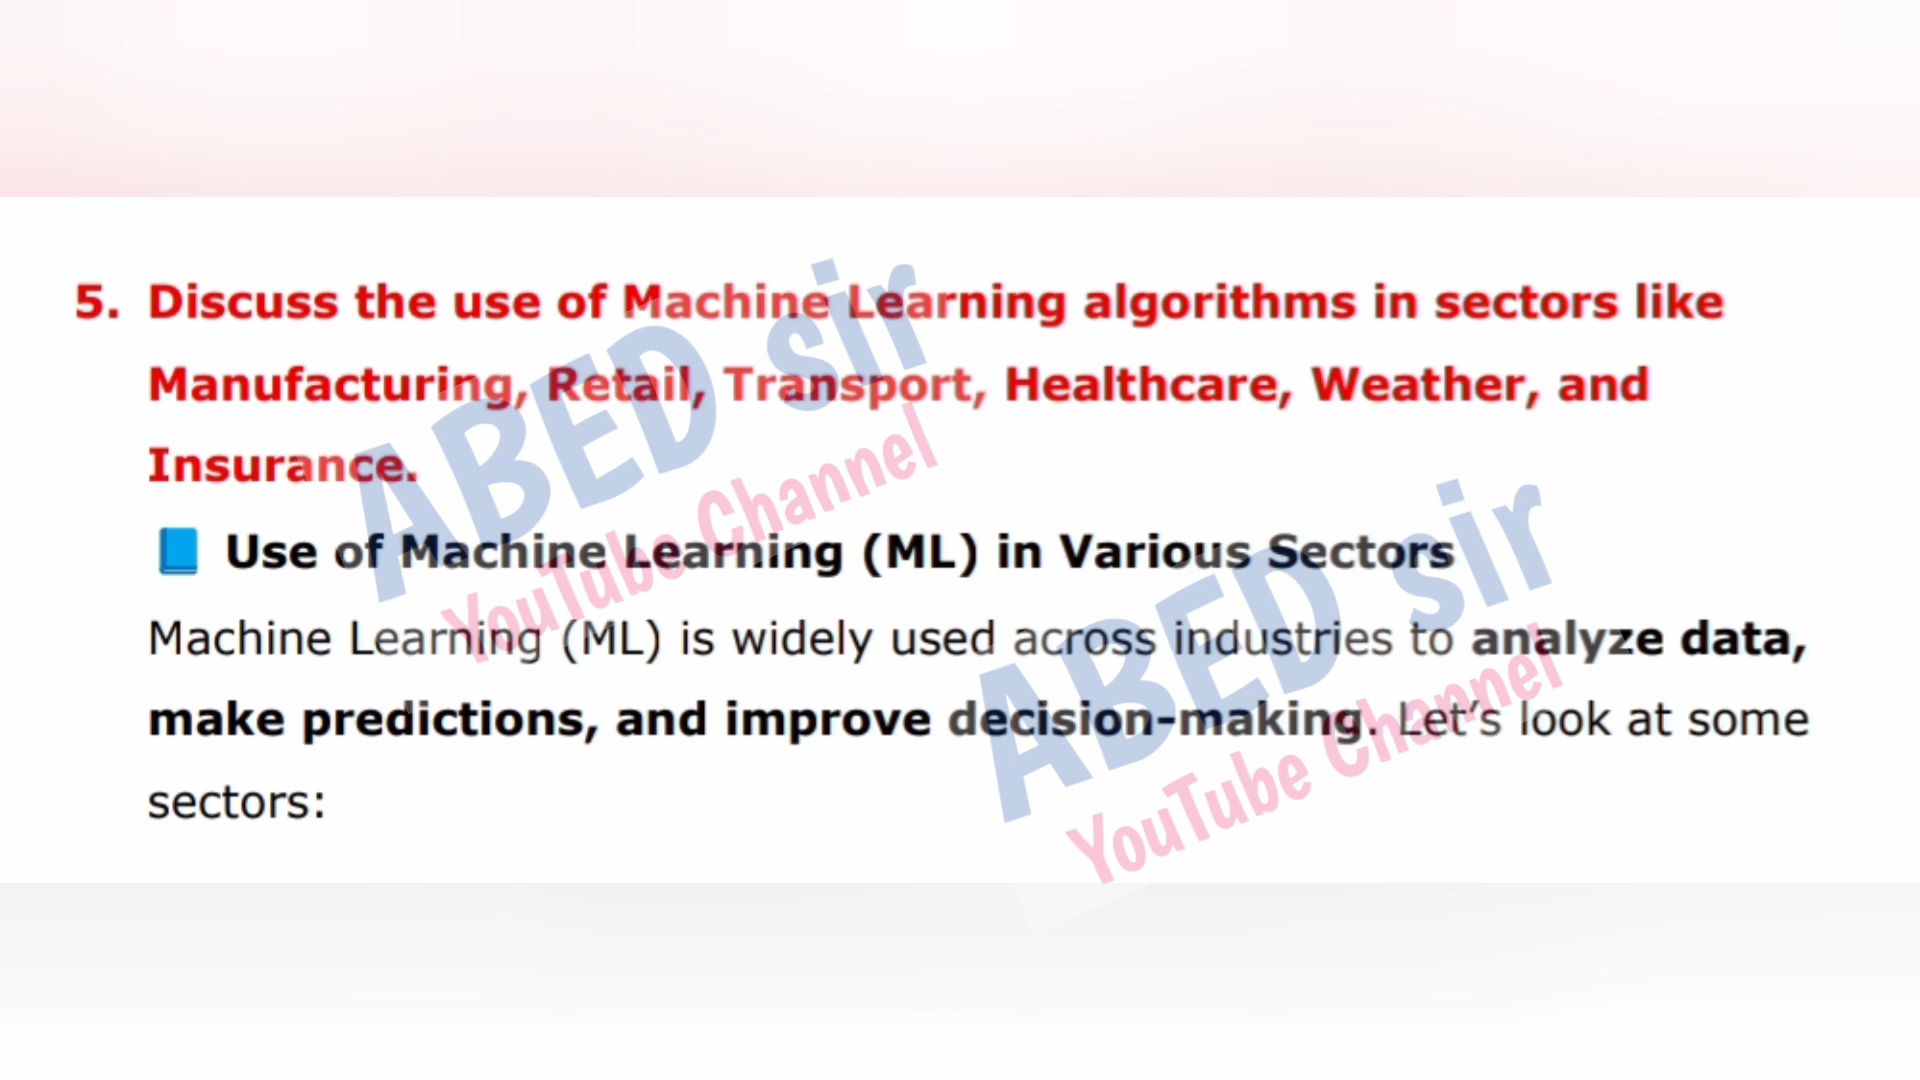 5. Discuss the use of Machine Learning algorithms in sectors like
Manufacturing, Retail, Transport, Healthcare, Weather, and
Insurance.
📘 Use of Machine Learning (ML) in Various Sectors
Machine Learning (ML) is widely used across industries to analyze data,
make predictions, and improve decision-making. Let’s look at some
sectors:
ABED sir
YouTube Channel
ABED sir
YouTube Channel